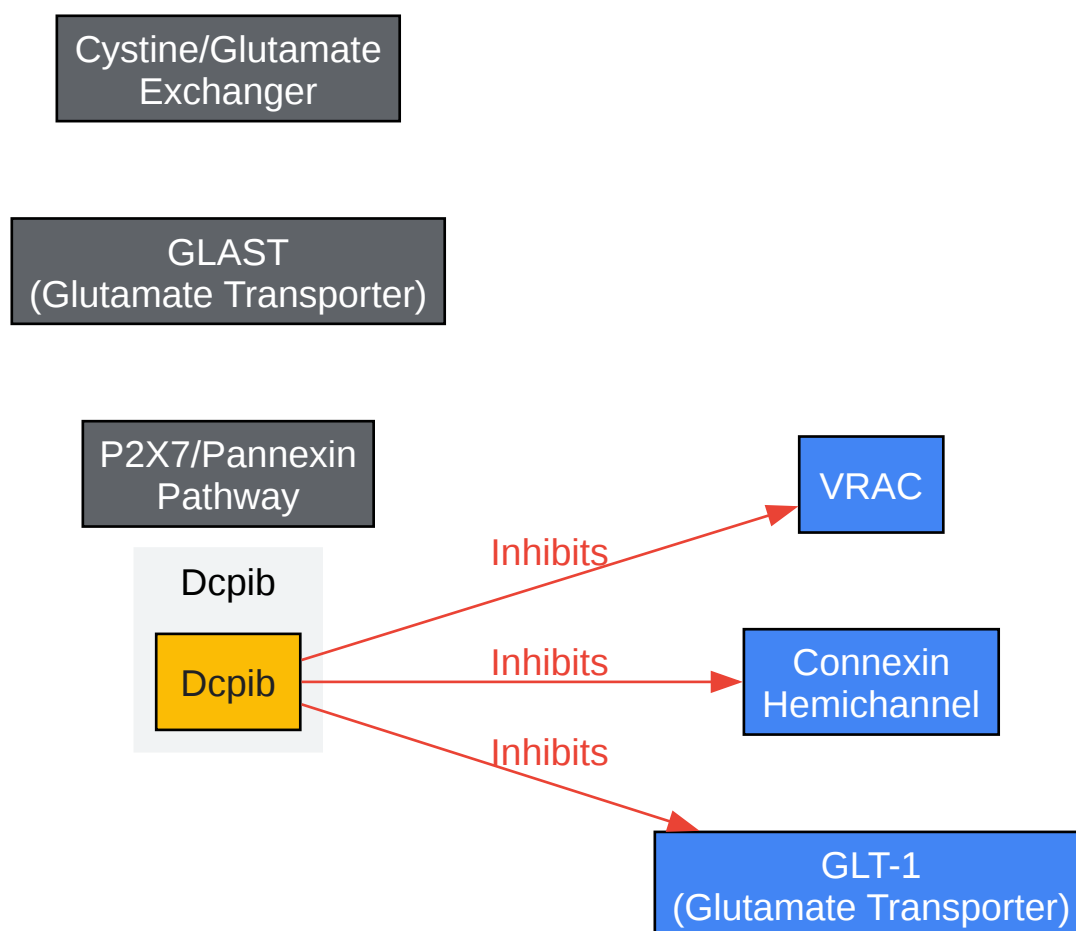 Cystine/Glutamate
Exchanger
GLAST
(Glutamate Transporter)
P2X7/Pannexin
Pathway
VRAC
Inhibits
Dcpib
Dcpib
Inhibits
Connexin
Hemichannel
Inhibits
GLT-1
(Glutamate Transporter)